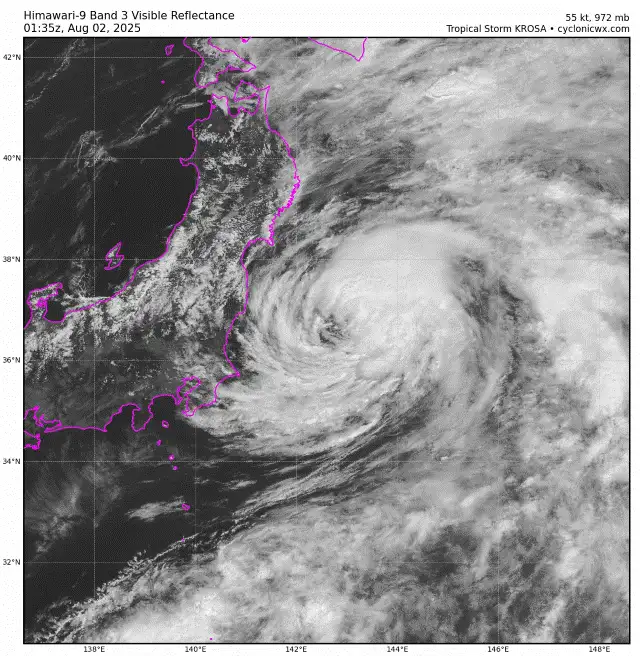 Himawari-9 Band 3 Visible Reflectance
01:35z, Aug 02, 2025
55 kt, 972 mb
Tropical Storm KROSA • cyclonicwx.com
42°N
40°N
38°N
36°N
34°N
32°N
138°E
140°E
142°E
144°E
146°E
148°E